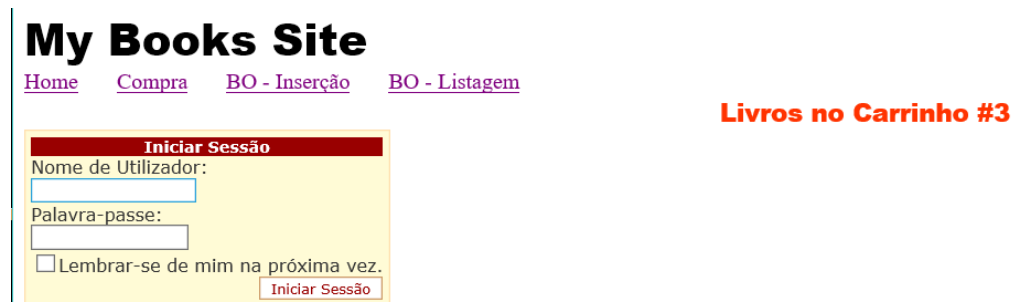 My Books Site
Home Compra BO - Inserção BO - Listagem
Livros no Carrinho #3
Iniciar Sessão
Nome de Utilizador:
Palavra-passe:
Lembrar-se de mim na próxima vez.
Iniciar Sessão